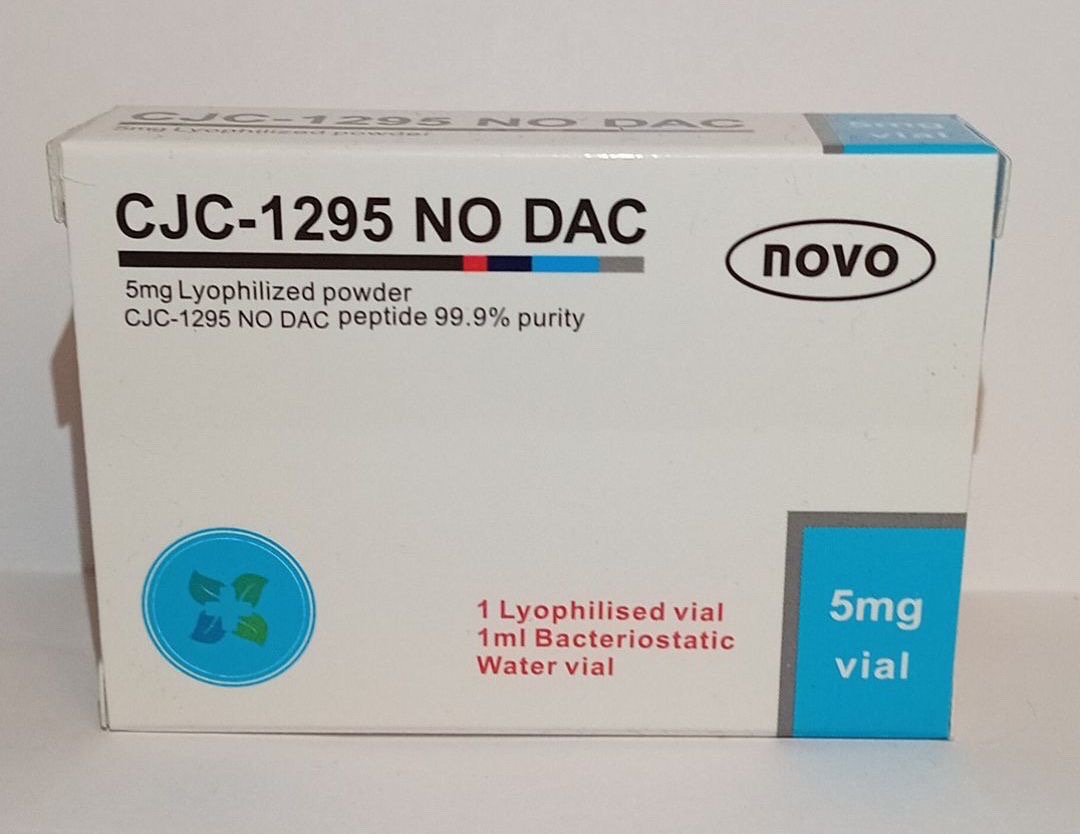 CJC-1295 NO DAC
5mg Lyophilized powder
5mg
vial
CJC-1295 NO DAC
novo
5mg Lyophilized powder
CJC-1295 NO DAC peptide 99.9% purity
1 Lyophilised vial
1ml Bacteriostatic
Water vial
5mg
vial